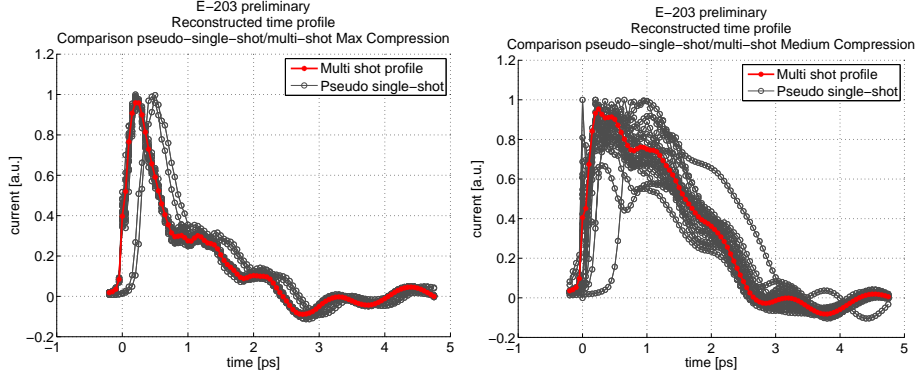 E−203 preliminary
Reconstructed time profile
Comparison pseudo−single−shot/multi−shot Max Compression
Multi shot profile
Pseudo single−shot
1.2
1
0.8
0.6
0.4
0.2
0
−0.2
−1
0
1
2
3
4
5
current [a.u.]
time [ps]
E−203 preliminary
Reconstructed time profile
Comparison pseudo−single−shot/multi−shot Medium Compression
Multi shot profile
Pseudo single−shot
1.2
1
0.8
0.6
0.4
0.2
0
−0.2
−1
0
1
2
3
4
5
current [a.u.]
time [ps]